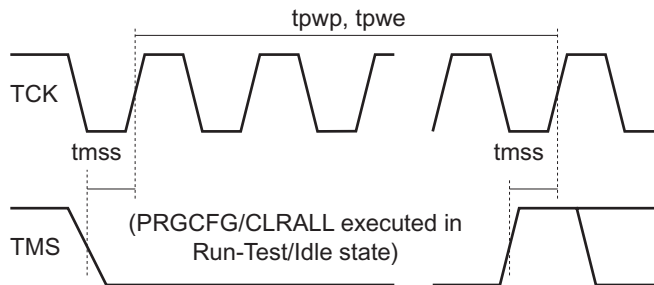 tpwp, tpwe
TCK
tmss
tmss
(PRGCFG/CLRALL executed in
Run-Test/Idle state)
TMS